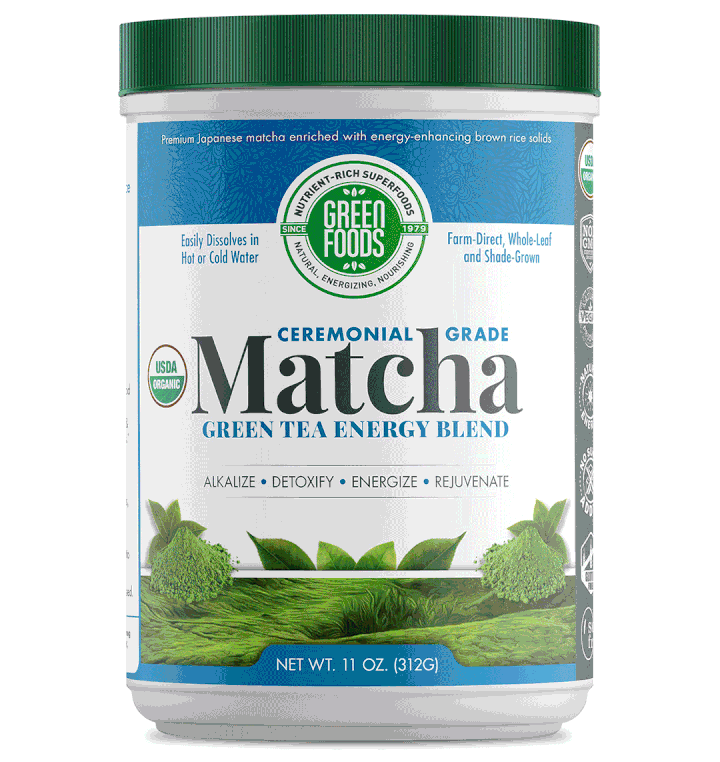 Premium Japanese matcha enriched with energy-enhancing brown rice solids
NUTRIENT-RICH SUPERFOODS
SINCE
GREEN
FOODS
1979
NATURAL, ENERGIZING, NOURISHING
Easily Dissolves in
Hot or Cold Water
Farm-Direct, Whole-Leaf
and Shade-Grown
CEREMONIAL GRADE
Matcha
USDA
ORGANIC
GREEN TEA ENERGY BLEND
ALKALIZE • DETOXIFY • ENERGIZE • REJUVENATE
NET WT. 11 OZ. (312G)